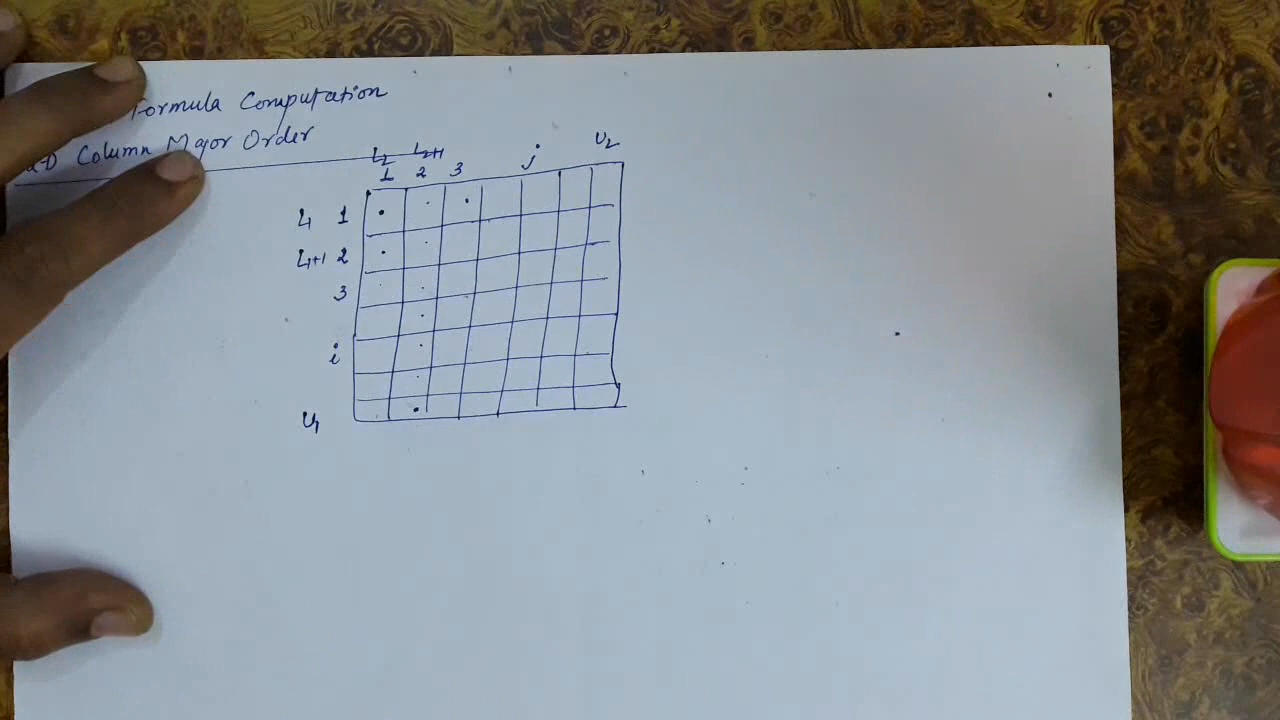 Formula Computation
2-D Column Major Order
L2 L2+1 j U2
1 2 3
L1 1
L1+1 2
3
i
U1